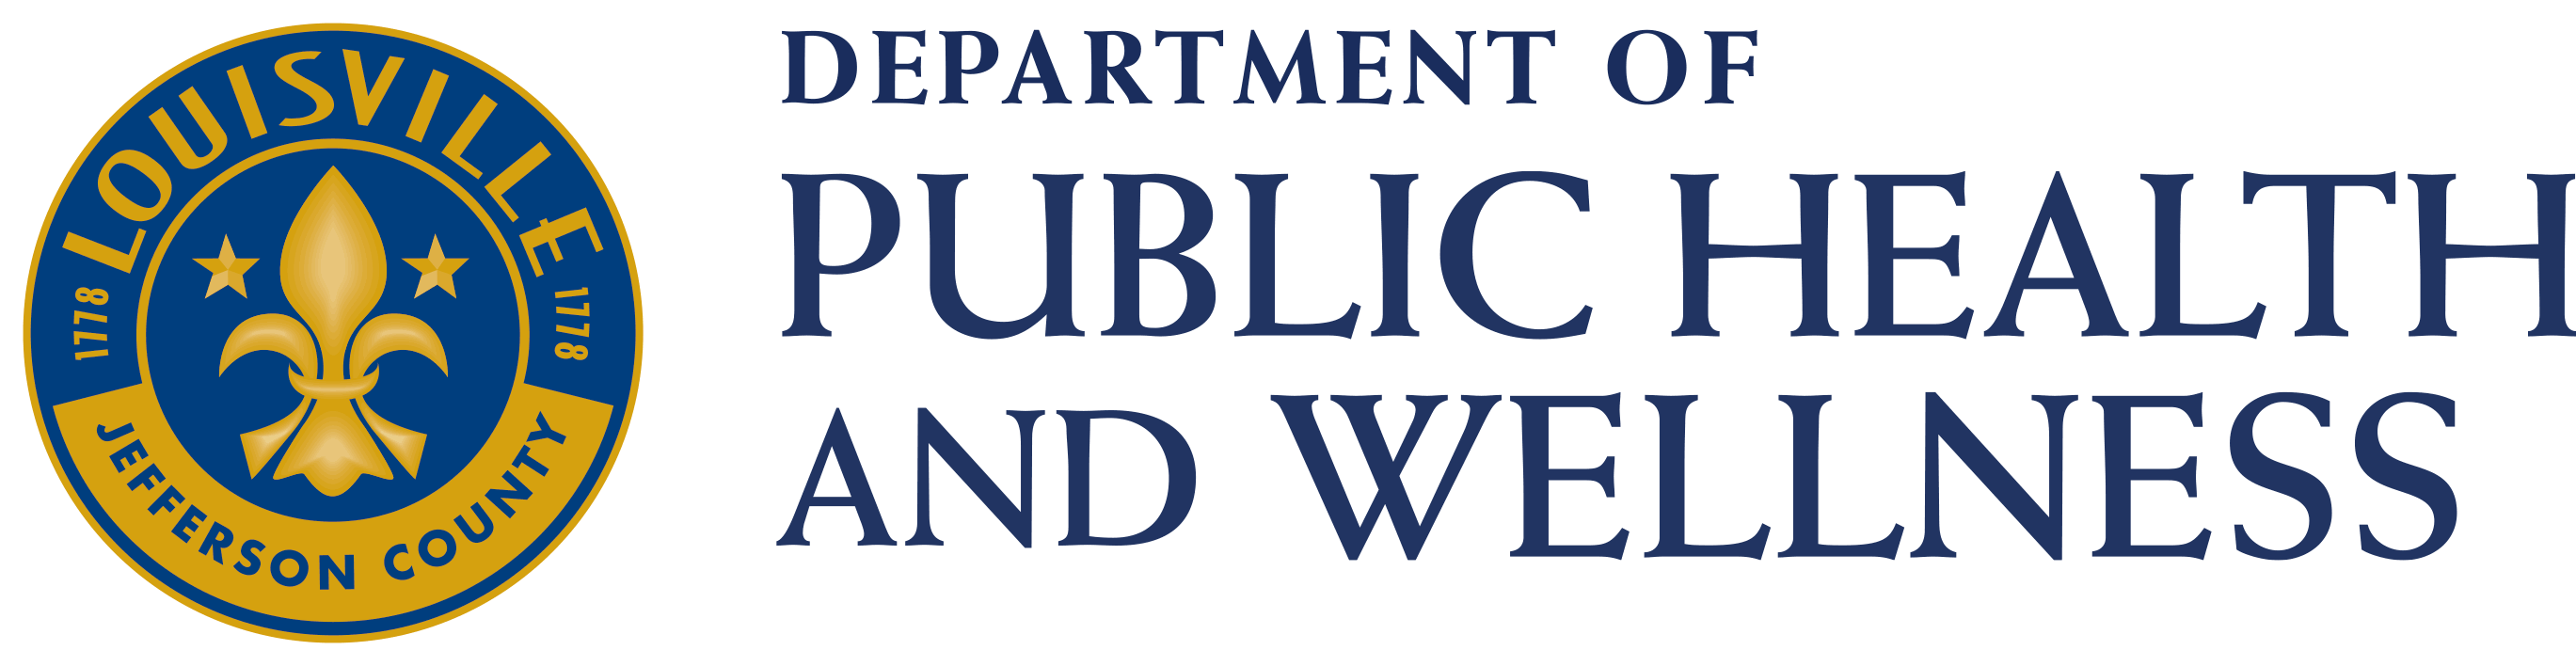 LOUISVILLE
1778
1778
JEFFERSON COUNTY
DEPARTMENT OF
PUBLIC HEALTH
AND WELLNESS